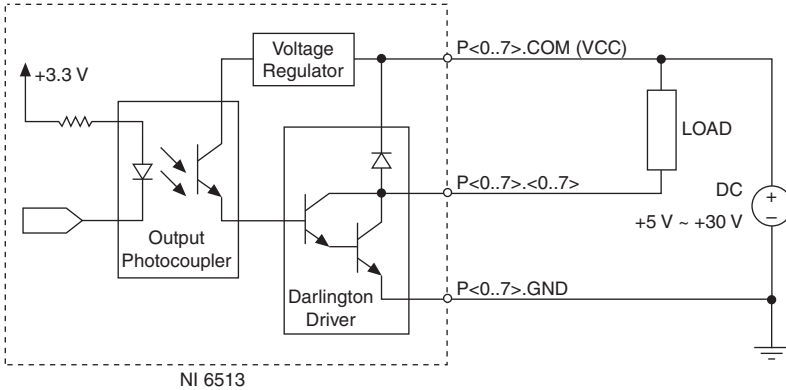 Voltage
Regulator
P<0..7>.COM (VCC)
+3.3 V
LOAD
P<0..7>.<0..7>
DC
+
−
+5 V ~ +30 V
Output
Photocoupler
Darlington
Driver
P<0..7>.GND
NI 6513